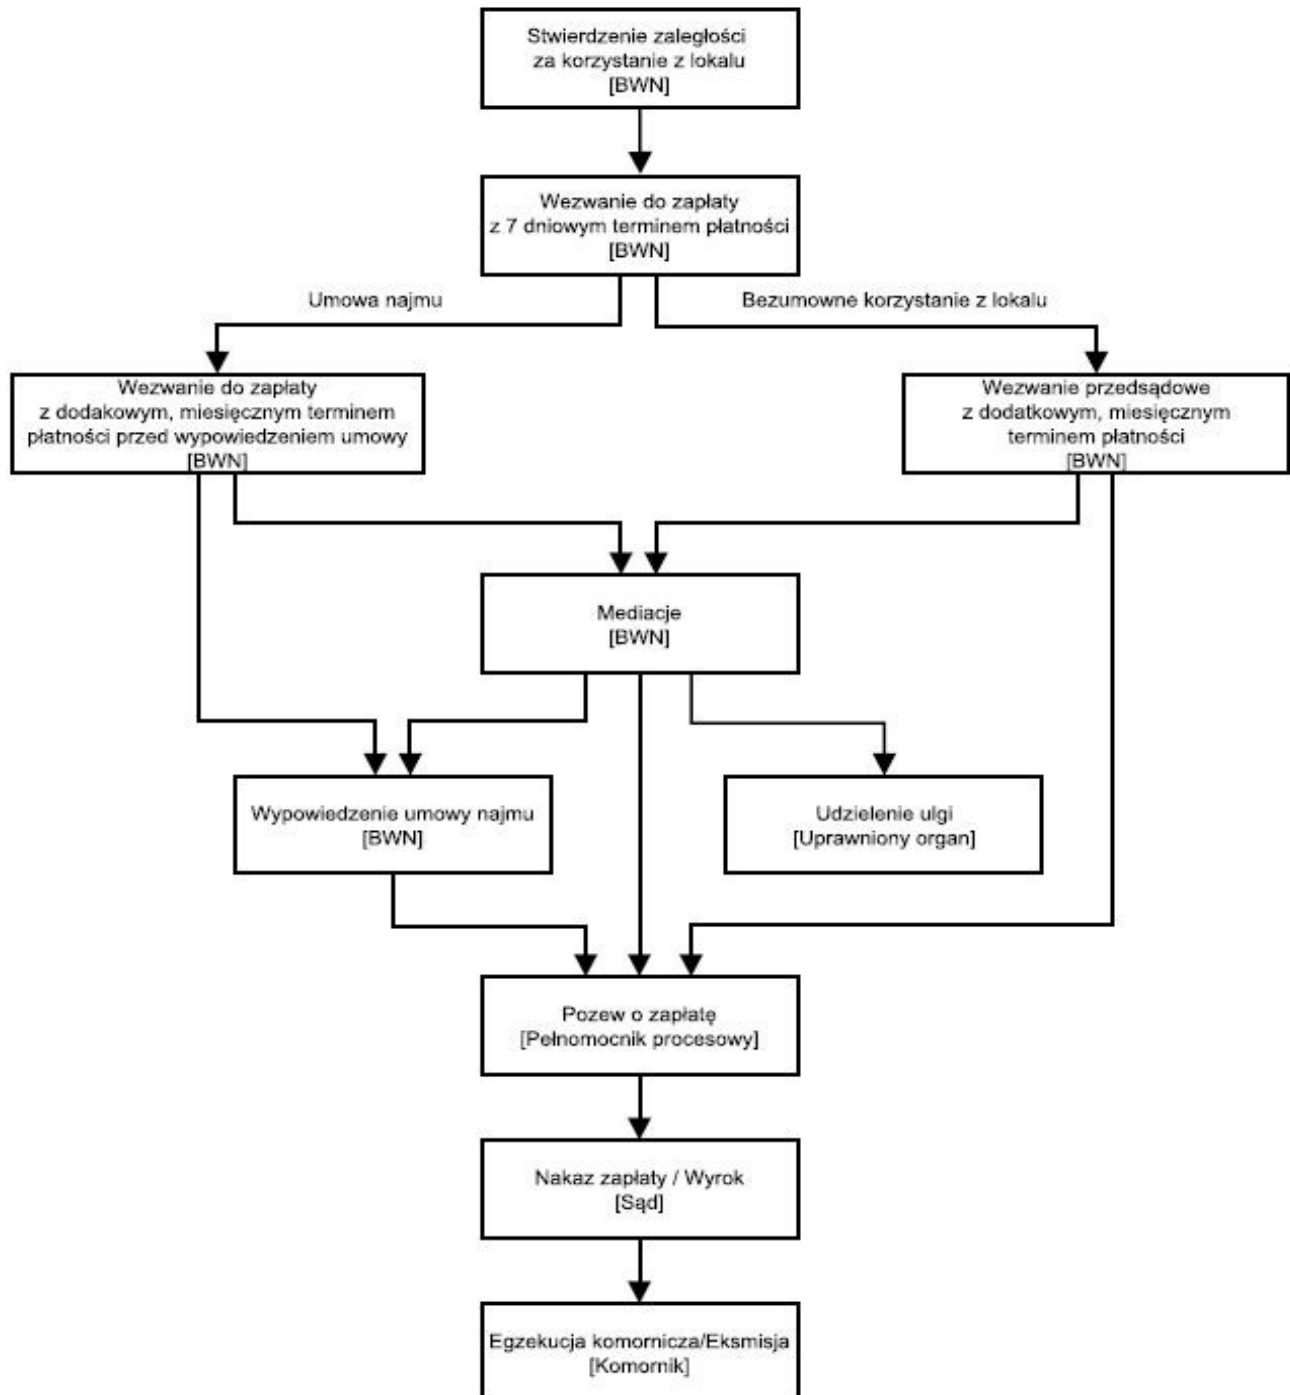 Stwierdzenie zaległości
za korzystanie z lokalu
[BWN]
Wezwanie do zapłaty
z 7 dniowym terminem płatności
[BWN]
Umowa najmu
Bezumowne korzystanie z lokalu
Wezwanie do zapłaty
z dodakowym, miesięcznym terminem
płatności przed wypowiedzeniem umowy
[BWN]
Wezwanie przedsądowe
z dodatkowym, miesięcznym
terminem płatności
[BWN]
Mediacje
[BWN]
Wypowiedzenie umowy najmu
[BWN]
Udzielenie ulgi
[Uprawniony organ]
Pozew o zapłatę
[Pełnomocnik procesowy]
Nakaz zapłaty / Wyrok
[Sąd]
Egzekucja komornicza/Eksmisja
[Komornik]